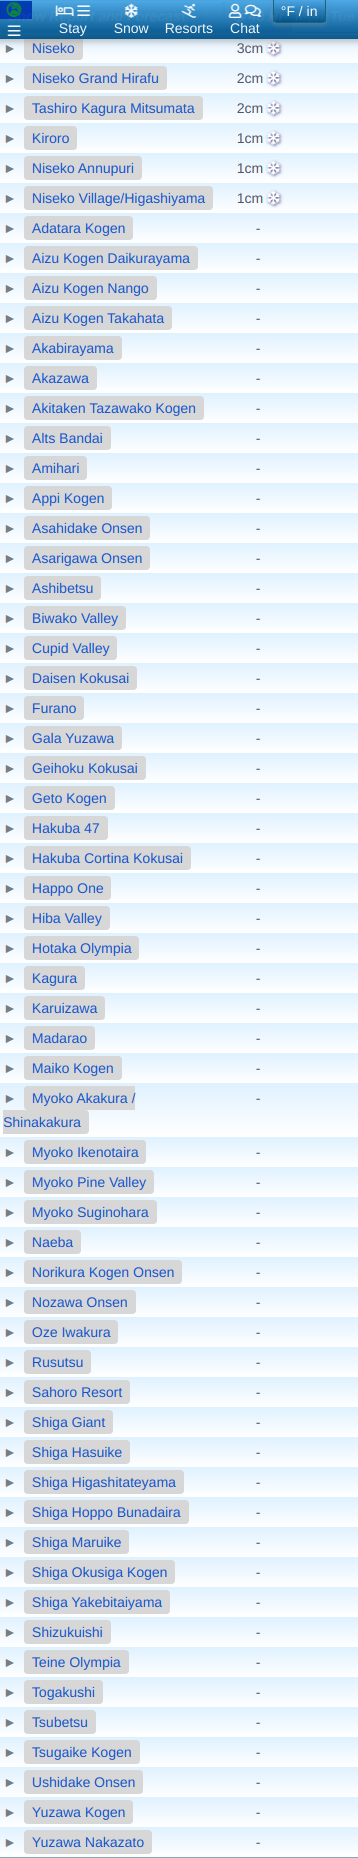 °F / in
Stay Snow Resorts Chat
Niseko 3cm
Niseko Grand Hirafu 2cm
Tashiro Kagura Mitsumata 2cm
Kiroro 1cm
Niseko Annupuri 1cm
Niseko Village/Higashiyama 1cm
Adatara Kogen -
Aizu Kogen Daikurayama -
Aizu Kogen Nango -
Aizu Kogen Takahata -
Akabirayama -
Akazawa -
Akitaken Tazawako Kogen -
Alts Bandai -
Amihari -
Appi Kogen -
Asahidake Onsen -
Asarigawa Onsen -
Ashibetsu -
Biwako Valley -
Cupid Valley -
Daisen Kokusai -
Furano -
Gala Yuzawa -
Geihoku Kokusai -
Geto Kogen -
Hakuba 47 -
Hakuba Cortina Kokusai -
Happo One -
Hiba Valley -
Hotaka Olympia -
Kagura -
Karuizawa -
Madarao -
Maiko Kogen -
Myoko Akakura / -
Shinakakura
Myoko Ikenotaira -
Myoko Pine Valley -
Myoko Suginohara -
Naeba -
Norikura Kogen Onsen -
Nozawa Onsen -
Oze Iwakura -
Rusutsu -
Sahoro Resort -
Shiga Giant -
Shiga Hasuike -
Shiga Higashitateyama -
Shiga Hoppo Bunadaira -
Shiga Maruike -
Shiga Okusiga Kogen -
Shiga Yakebitaiyama -
Shizukuishi -
Teine Olympia -
Togakushi -
Tsubetsu -
Tsugaike Kogen -
Ushidake Onsen -
Yuzawa Kogen -
Yuzawa Nakazato -